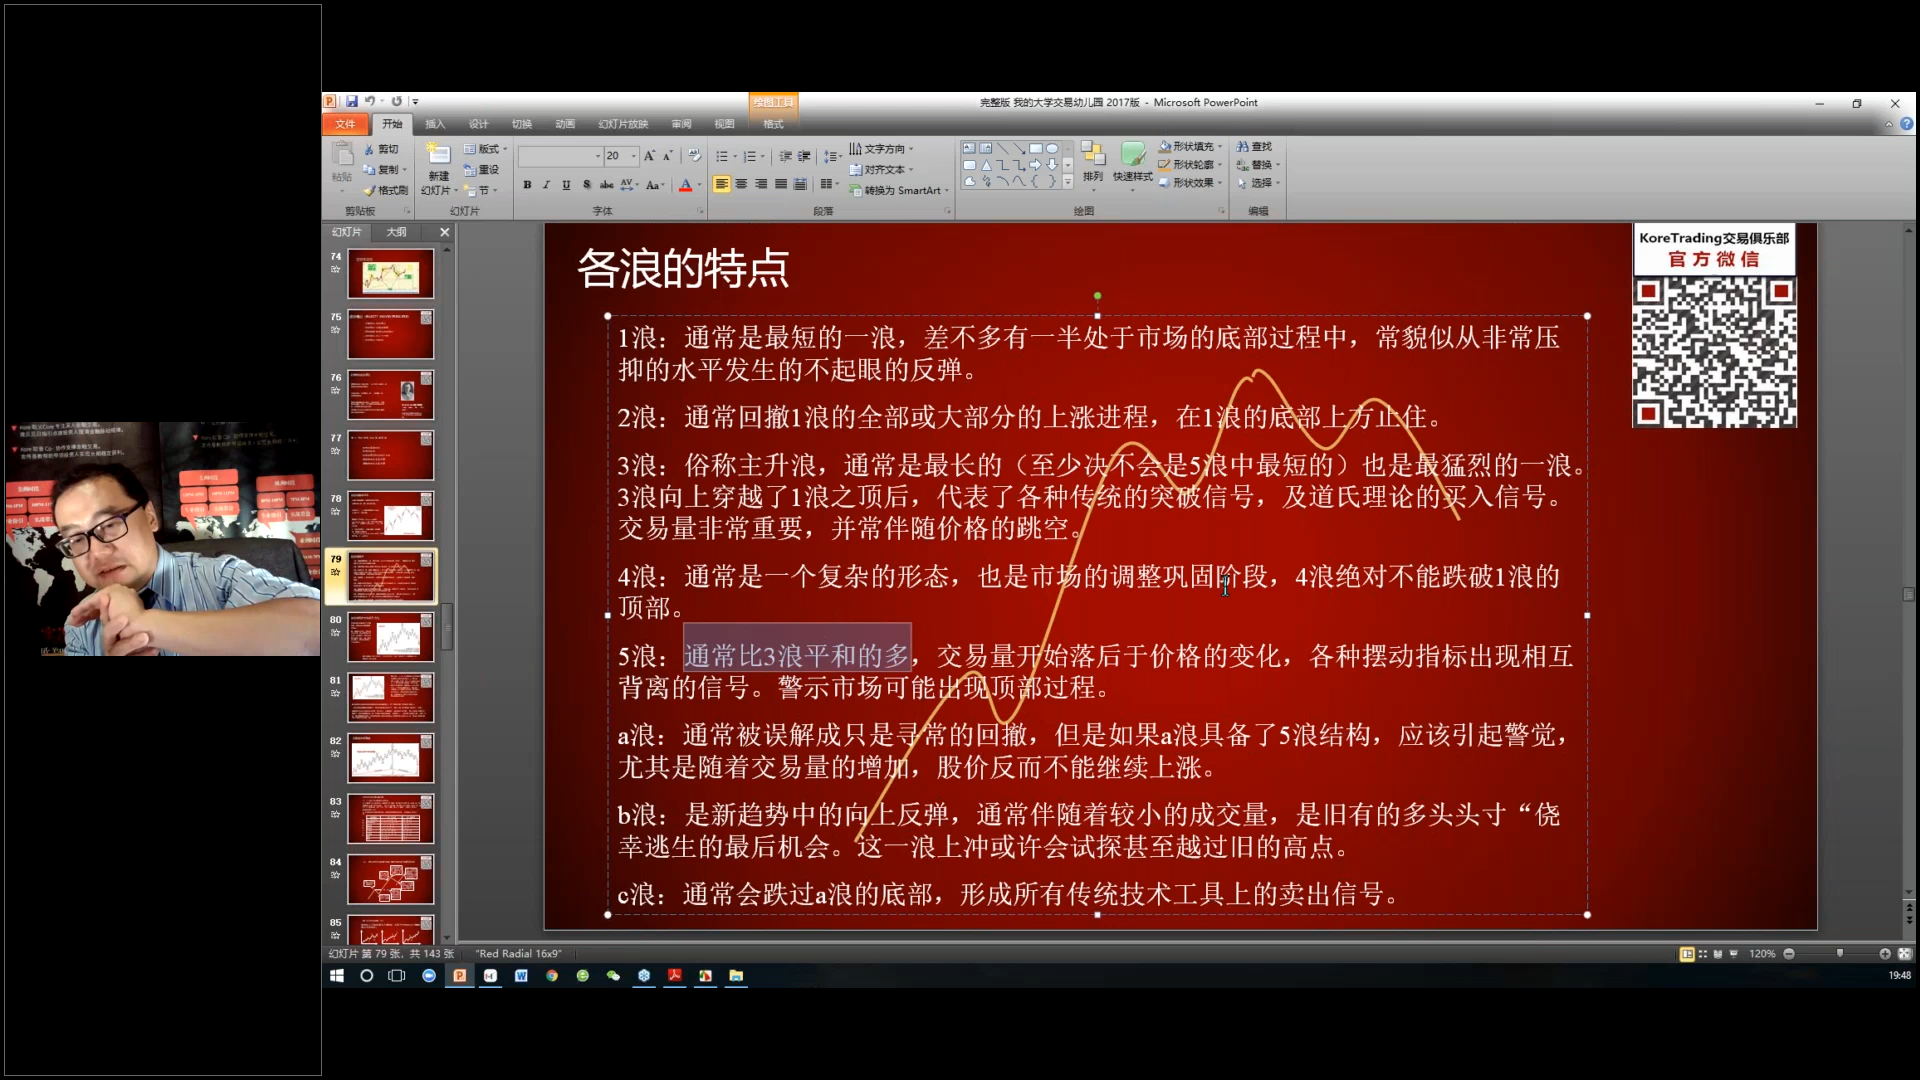 完整版 我的大学交易幼儿园 2017版 - Microsoft PowerPoint
绘图工具
文件 开始 插入 设计 切换 动画 幻灯片放映 审阅 视图 格式
粘贴 剪切 复制 格式刷
剪贴板
新建 幻灯片 版式 重设 节
幻灯片
20
字体
文字方向
对齐文本
转换为 SmartArt
段落
排列 快速样式
形状填充
形状轮廓
形状效果
绘图
查找
替换
选择
编辑
幻灯片 大纲
74
75
76
77
78
79
80
81
82
83
84
85
各浪的特点
KoreTrading交易俱乐部
官方微信
1浪：通常是最短的一浪，差不多有一半处于市场的底部过程中，常貌似从非常压
抑的水平发生的不起眼的反弹。
2浪：通常回撤1浪的全部或大部分的上涨进程，在1浪的底部上方止住。
3浪：俗称主升浪，通常是最长的（至少决不会是5浪中最短的）也是最猛烈的一浪。
3浪向上穿越了1浪之顶后，代表了各种传统的突破信号，及道氏理论的买入信号。
交易量非常重要，并常伴随价格的跳空。
4浪：通常是一个复杂的形态，也是市场的调整巩固阶段，4浪绝对不能跌破1浪的
顶部。
5浪：通常比3浪平和的多，交易量开始落后于价格的变化，各种摆动指标出现相互
背离的信号。警示市场可能出现顶部过程。
a浪：通常被误解成只是寻常的回撤，但是如果a浪具备了5浪结构，应该引起警觉，
尤其是随着交易量的增加，股价反而不能继续上涨。
b浪：是新趋势中的向上反弹，通常伴随着较小的成交量，是旧有的多头头寸“侥
幸逃生的最后机会。这一浪上冲或许会试探甚至越过旧的高点。
c浪：通常会跌过a浪的底部，形成所有传统技术工具上的卖出信号。
幻灯片 第 79 张，共 143 张 "Red Radial 16x9" 120%
19:48